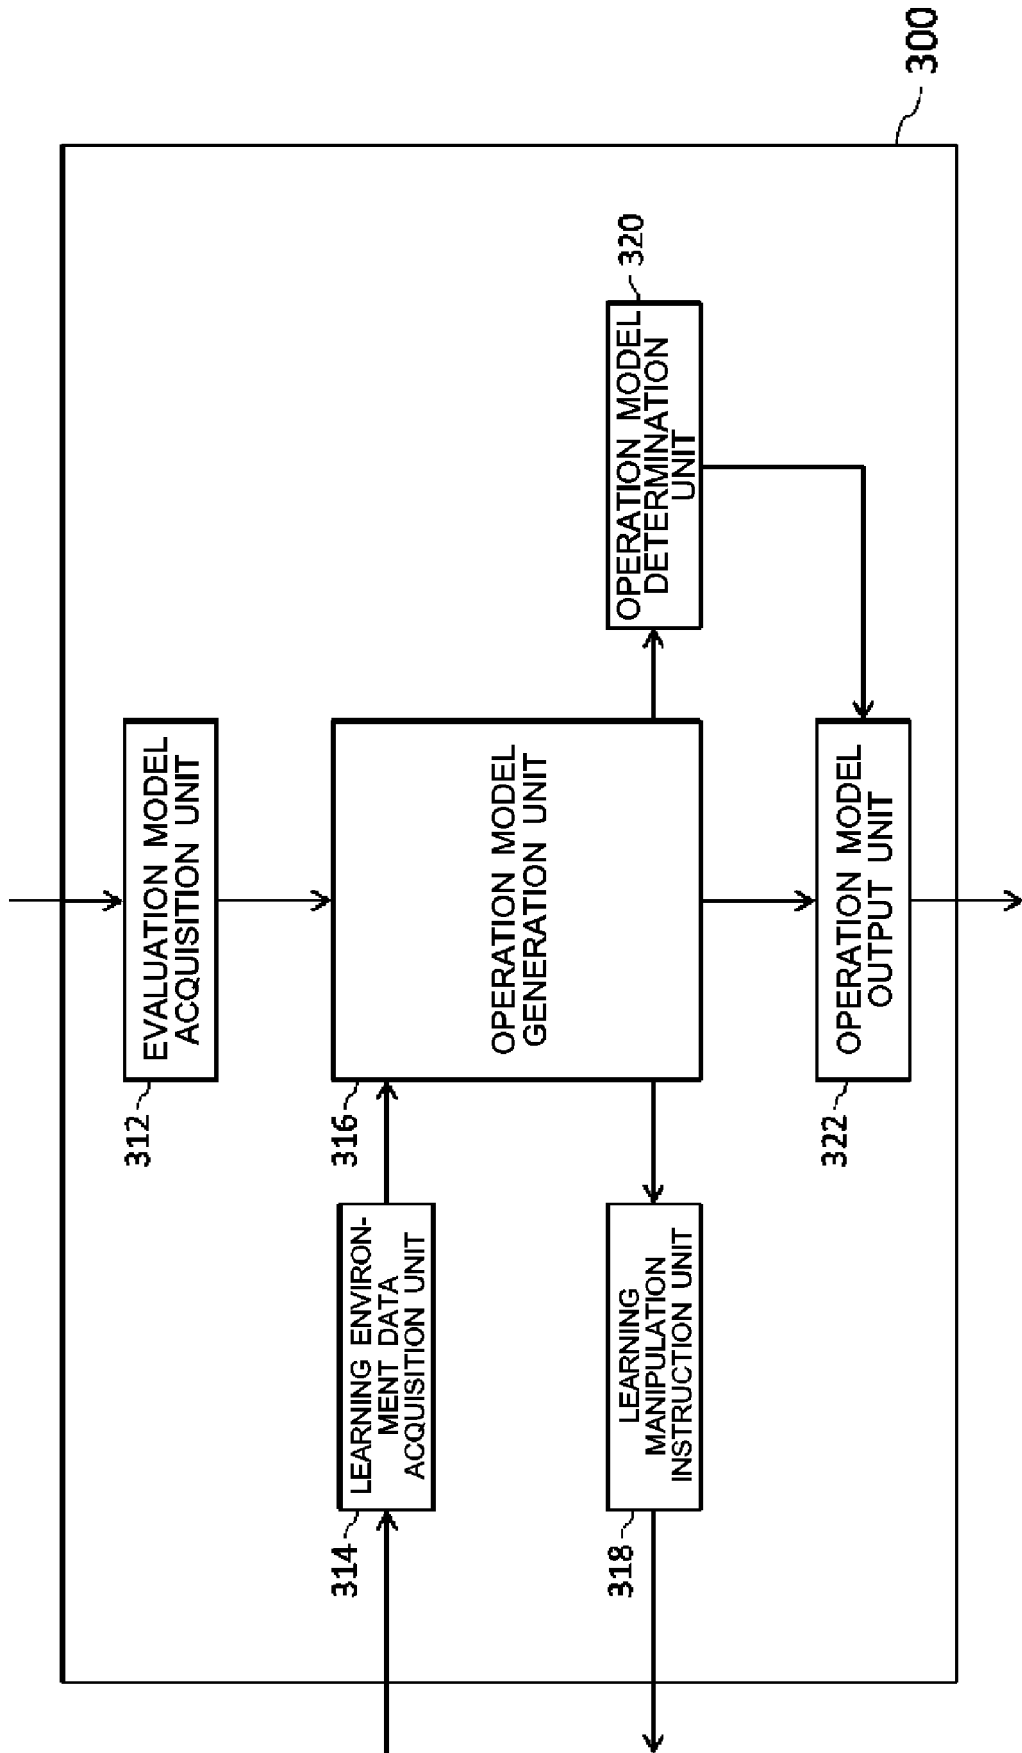 300
EVALUATION MODEL
ACQUISITION UNIT
312
LEARNING ENVIRON-
MENT DATA
ACQUISITION UNIT
314
OPERATION MODEL
GENERATION UNIT
316
OPERATION MODEL
DETERMINATION
UNIT
320
LEARNING
MANIPULATION
INSTRUCTION UNIT
318
OPERATION MODEL
OUTPUT UNIT
322